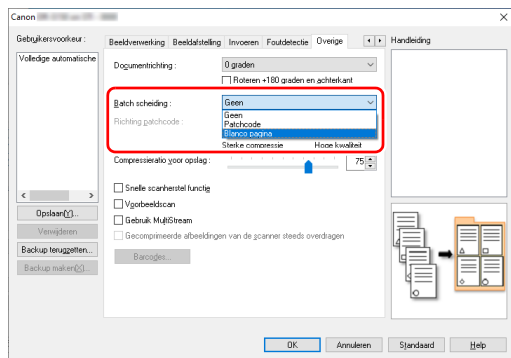 Canon
Gebruikersvoorkeur :
Volledige automatische
Opslaan(Y)...
Verwijderen
Backup terugzetten...
Backup maken(X)...
Beeldverwerking Beeldafstelling Invoeren Foutdetectie Overige
Documentrichting : 0 graden
Roteren +180 graden en achterkant
Batch scheiding : Geen
Geen
Richting patchcode : Patchcode
Blanco pagina
Sterke compressie Hoge kwaliteit
Compressieratio voor opslag : 75
Snelle scanherstel functie
Voorbeeldscan
Gebruik MultiStream
Gecomprimeerde afbeeldingen van de scanner steeds overdragen
Barcodes...
Handleiding
OK Annuleren Standaard Help